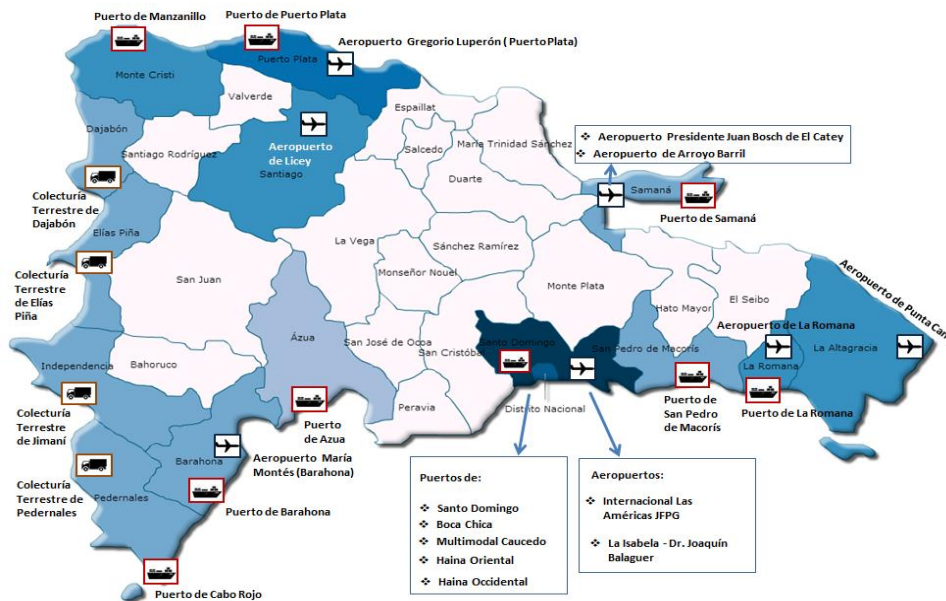 Puerto de Manzanillo
Puerto de Puerto Plata
Aeropuerto Gregorio Luperón ( Puerto Plata)
Puerto Plata
Monte Cristi
Valverde
Espaillat
Dajabón
Santiago Rodríguez
Aeropuerto
de Licey
Santiago
Salcedo
María Trinidad Sánchez
Duarte
❖ Aeropuerto Presidente Juan Bosch de El Catey
❖ Aeropuerto de Arroyo Barril
Samaná
Puerto de Samaná
Colecturía
Terrestre de
Dajabón
Elías Piña
La Vega
Sánchez Ramírez
Monseñor Nouel
San Juan
Monte Plata
Hato Mayor
El Seibo
Aeropuerto de Punta Can
Colecturía
Terrestre
de Elías
Piña
Ázua
San José de Ocoa
San Cristóbal
Santo Domingo
San Pedro de Macorís
Aeropuerto de La Romana
La Altagracia
La Romana
Independencia
Bahoruco
Peravia
Distrito Nacional
Puerto
de San Pedro
de Macorís
Puerto de La Romana
Colecturía
Terrestre
de Jimaní
Puerto
de Azua
Barahona
Aeropuerto María
Montés (Barahona)
Colecturía
Terrestre de
Pedernales
Pedernales
Puerto de Barahona
Puerto de Cabo Rojo
Puertos de:
❖ Santo Domingo
❖ Boca Chica
❖ Multimodal Caucedo
❖ Haina Oriental
❖ Haina Occidental
Aeropuertos:
❖ Internacional Las
Américas JFPG
❖ La Isabela - Dr. Joaquín
Balaguer